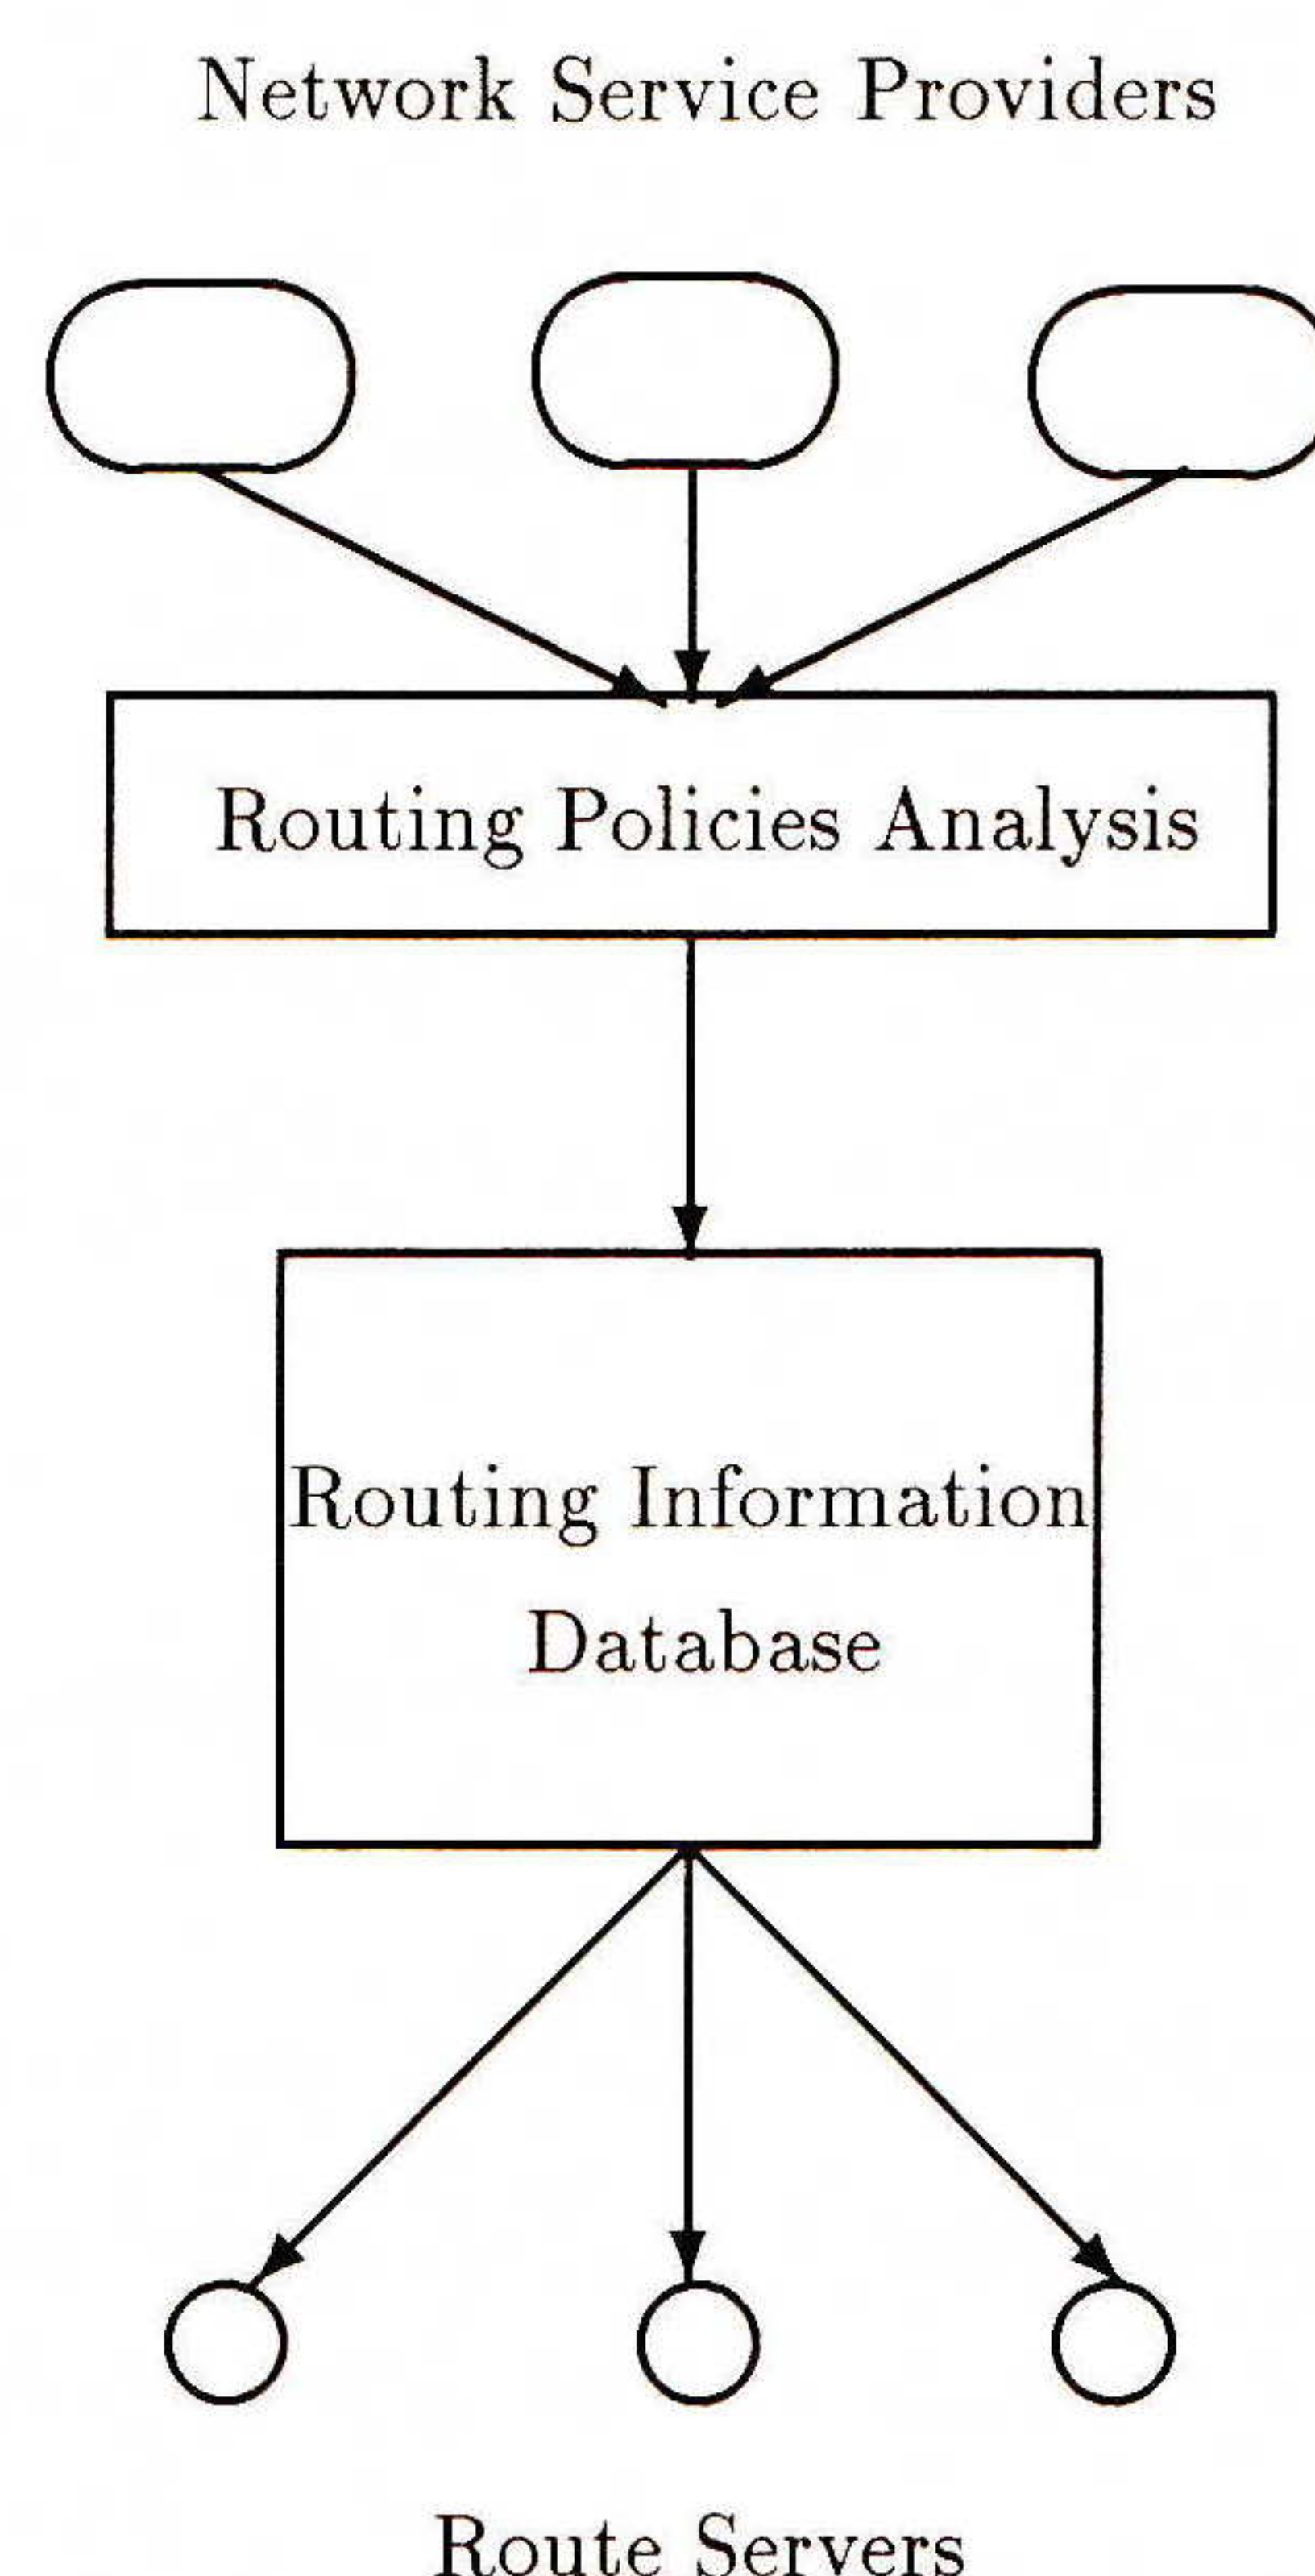 Network Service Providers
Routing Policies Analysis
Routing Information
Database
Route Servers